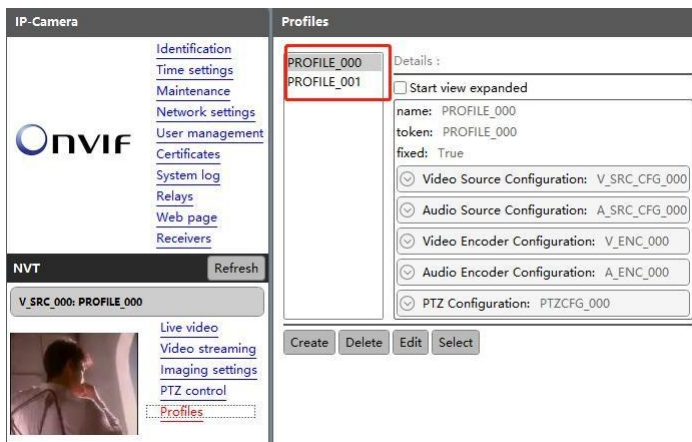 IP-Camera
Identification
Time settings
Maintenance
Network settings
User management
Certificates
System log
Relays
Web page
Receivers
ONVIF
NVT
Refresh
V_SRC_000: PROFILE_000
Live video
Video streaming
Imaging settings
PTZ control
Profiles
Profiles
PROFILE_000
PROFILE_001
Details :
Start view expanded
name: PROFILE_000
token: PROFILE_000
fixed: True
Video Source Configuration: V_SRC_CFG_000
Audio Source Configuration: A_SRC_CFG_000
Video Encoder Configuration: V_ENC_000
Audio Encoder Configuration: A_ENC_000
PTZ Configuration: PTZCFG_000
Create Delete Edit Select